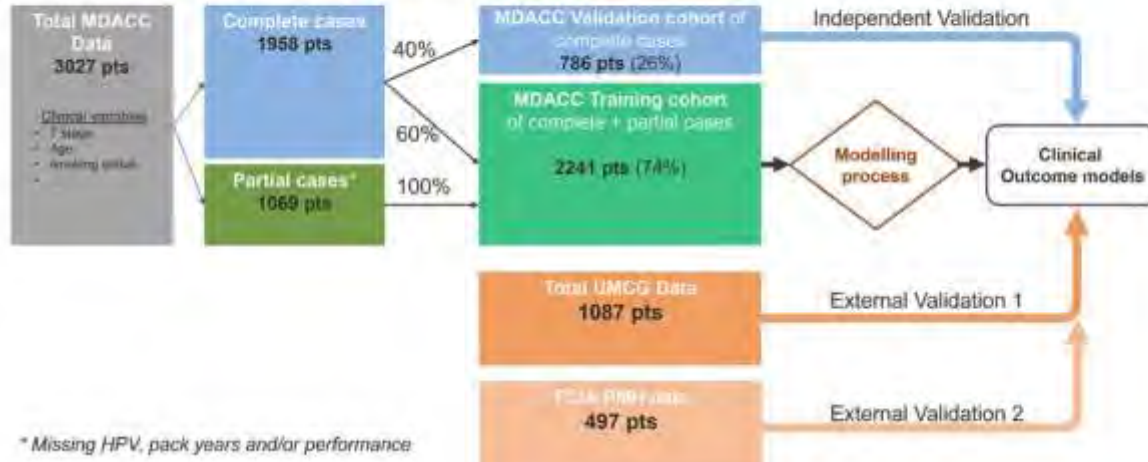 Total MDACC
Data
3027 pts
Clinical variables
• T stage
• Age
• smoking status
Complete cases
1958 pts
Partial cases*
1069 pts
40%
60%
100%
MDACC Validation cohort of
complete cases
786 pts (26%)
MDACC Training cohort
of complete + partial cases
2241 pts (74%)
Independent Validation
Modelling
process
Clinical
Outcome models
Total UMCG Data
1087 pts
External Validation 1
497 pts
External Validation 2
* Missing HPV, pack years and/or performance